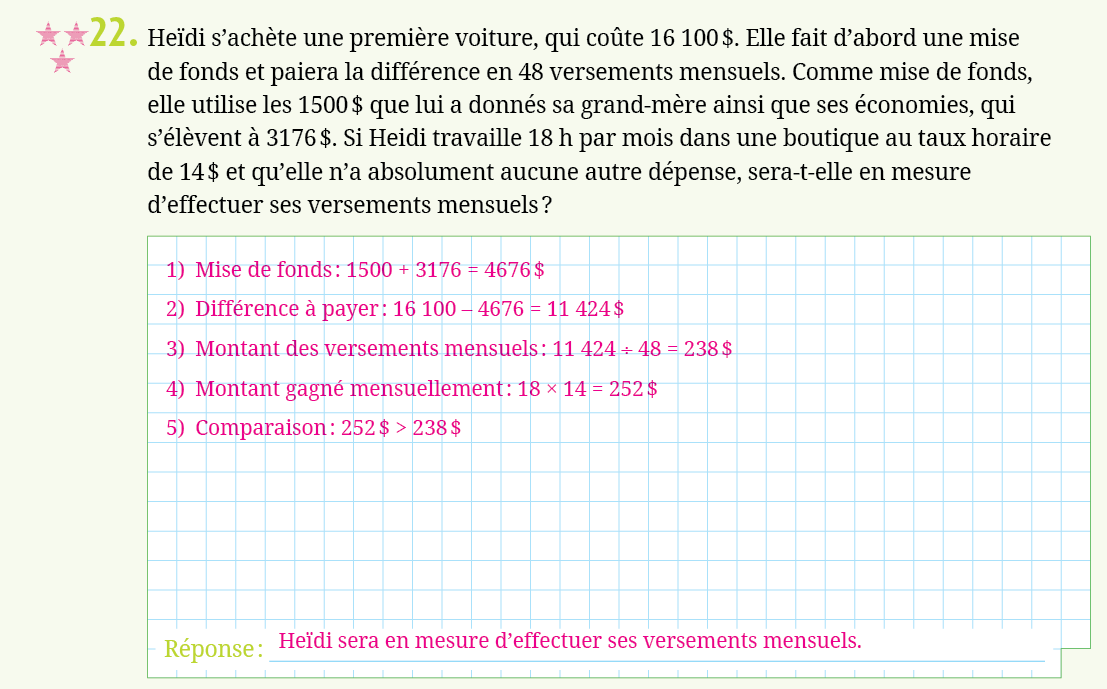 22. Heïdi s’achète une première voiture, qui coûte 16 100 $. Elle fait d’abord une mise
de fonds et paiera la différence en 48 versements mensuels. Comme mise de fonds,
elle utilise les 1500 $ que lui a donnés sa grand-mère ainsi que ses économies, qui
s’élèvent à 3176 $. Si Heidi travaille 18 h par mois dans une boutique au taux horaire
de 14 $ et qu’elle n’a absolument aucune autre dépense, sera-t-elle en mesure
d’effectuer ses versements mensuels ?
1) Mise de fonds : 1500 + 3176 = 4676 $
2) Différence à payer : 16 100 – 4676 = 11 424 $
3) Montant des versements mensuels : 11 424 ÷ 48 = 238 $
4) Montant gagné mensuellement : 18 × 14 = 252 $
5) Comparaison : 252 $ > 238 $
Réponse : Heïdi sera en mesure d’effectuer ses versements mensuels.